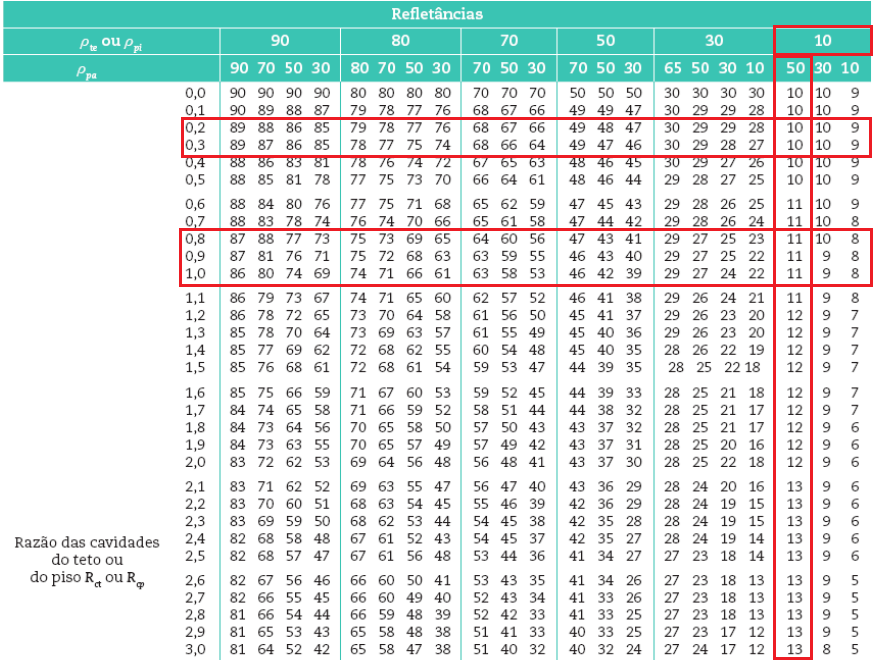 Refletâncias
ρte ou ρpi 90 80 70 50 30 10
ρpa 90 70 50 30 80 70 50 30 70 50 30 70 50 30 65 50 30 10 50 30 10
0,0 90 90 90 90 80 80 80 80 70 70 70 50 50 50 30 30 30 30 10 10 9
0,1 90 89 88 87 79 78 77 76 68 67 66 49 49 47 30 29 29 28 10 10 9
0,2 89 88 86 85 79 78 77 76 68 67 66 49 48 47 30 29 29 28 10 10 9
0,3 89 87 86 85 78 77 75 74 68 66 64 49 47 46 30 29 28 27 10 10 9
0,4 88 86 83 81 78 76 74 72 67 65 63 48 46 45 30 29 27 26 10 10 9
0,5 88 85 81 78 77 75 73 70 66 64 61 48 46 44 29 28 27 25 10 10 9
0,6 88 84 80 76 77 75 71 68 65 62 59 47 45 43 29 28 26 25 11 10 9
0,7 88 83 78 74 76 74 70 66 65 61 58 47 44 42 29 28 26 24 11 10 8
0,8 87 88 77 73 75 73 69 65 64 60 56 47 43 41 29 27 25 23 11 10 8
0,9 87 81 76 71 75 72 68 63 63 59 55 46 43 40 29 27 25 22 11 9 8
1,0 86 80 74 69 74 71 66 61 63 58 53 46 42 39 29 27 24 22 11 9 8
1,1 86 79 73 67 74 71 65 60 62 57 52 46 41 38 29 26 24 21 11 9 8
1,2 86 78 72 65 73 70 64 58 61 56 50 45 41 37 29 26 23 20 12 9 7
1,3 85 78 70 64 73 69 63 57 61 55 49 45 40 36 29 26 23 20 12 9 7
1,4 85 77 69 62 72 68 62 55 60 54 48 45 40 35 28 26 22 19 12 9 7
1,5 85 76 68 61 72 68 61 54 59 53 47 44 39 35 28 25 22 18 12 9 7
1,6 85 75 66 59 71 67 60 53 59 52 45 44 39 33 28 25 21 18 12 9 7
1,7 84 74 65 58 71 66 59 52 58 51 44 44 38 32 28 25 21 17 12 9 7
1,8 84 73 64 56 70 65 58 50 57 50 43 43 37 32 28 25 21 17 12 9 6
1,9 84 73 63 55 70 65 57 49 57 49 42 43 37 31 28 25 20 16 12 9 6
2,0 83 72 62 53 69 64 56 48 56 48 41 43 37 30 28 25 22 18 12 9 6
2,1 83 71 62 52 69 63 55 47 56 47 40 43 36 29 28 24 20 16 13 9 6
2,2 83 70 60 51 68 63 54 45 55 46 39 42 36 29 28 24 19 15 13 9 6
2,3 83 69 59 50 68 62 53 44 54 45 38 42 35 28 28 24 19 15 13 9 6
2,4 82 68 58 48 67 61 52 43 54 45 37 42 35 27 28 24 19 14 13 9 6
2,5 82 68 57 47 67 61 56 48 53 44 36 41 34 27 27 23 18 14 13 9 6
2,6 82 67 56 46 66 60 50 41 53 43 35 41 34 26 27 23 18 13 13 9 5
2,7 82 66 55 45 66 60 49 40 52 43 34 41 33 26 27 23 18 13 13 9 5
2,8 81 66 54 44 66 59 48 39 52 42 33 41 33 25 27 23 18 13 13 9 5
2,9 81 65 53 43 65 58 48 38 51 41 33 40 33 25 27 23 17 12 13 9 5
3,0 81 64 52 42 65 58 47 38 51 40 32 40 32 24 27 23 17 12 13 8 5
Razão das cavidades
do teto ou
do piso Rct ou Rcp